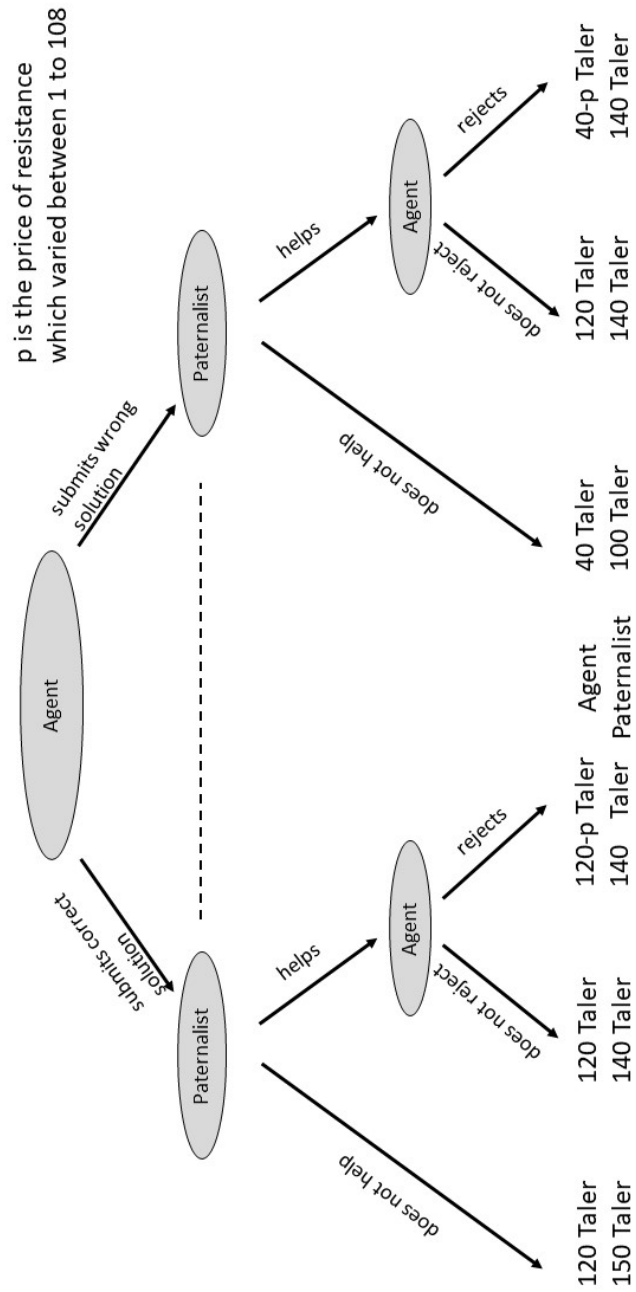 p is the price of resistance
which varied between 1 to 108
Agent
submits correct
solution
submits wrong
solution
Paternalist
Paternalist
does not help
helps
does not help
helps
Agent
Agent
does not reject
rejects
does not reject
rejects
120 Taler
150 Taler
120 Taler
140 Taler
120-p Taler
140 Taler
Agent
Paternalist
40 Taler
100 Taler
120 Taler
140 Taler
40-p Taler
140 Taler